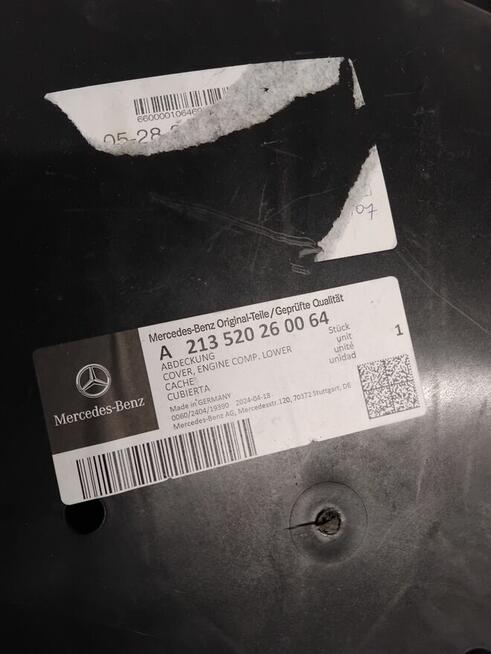 66000010646
05-28
07
Mercedes-Benz Original-Teile/Geprüfte Qualität
A 213 520 26 00 64
ABDECKUNG
COVER, ENGINE COMP. LOWER
CACHE
CUBIERTA
Stück
unit
unité
unidad
1
Made in GERMANY
0060/2404/19390 2024-04-18
Mercedes-Benz AG, Mercedesstr.120, 70372 Stuttgart, DE
Mercedes-Benz